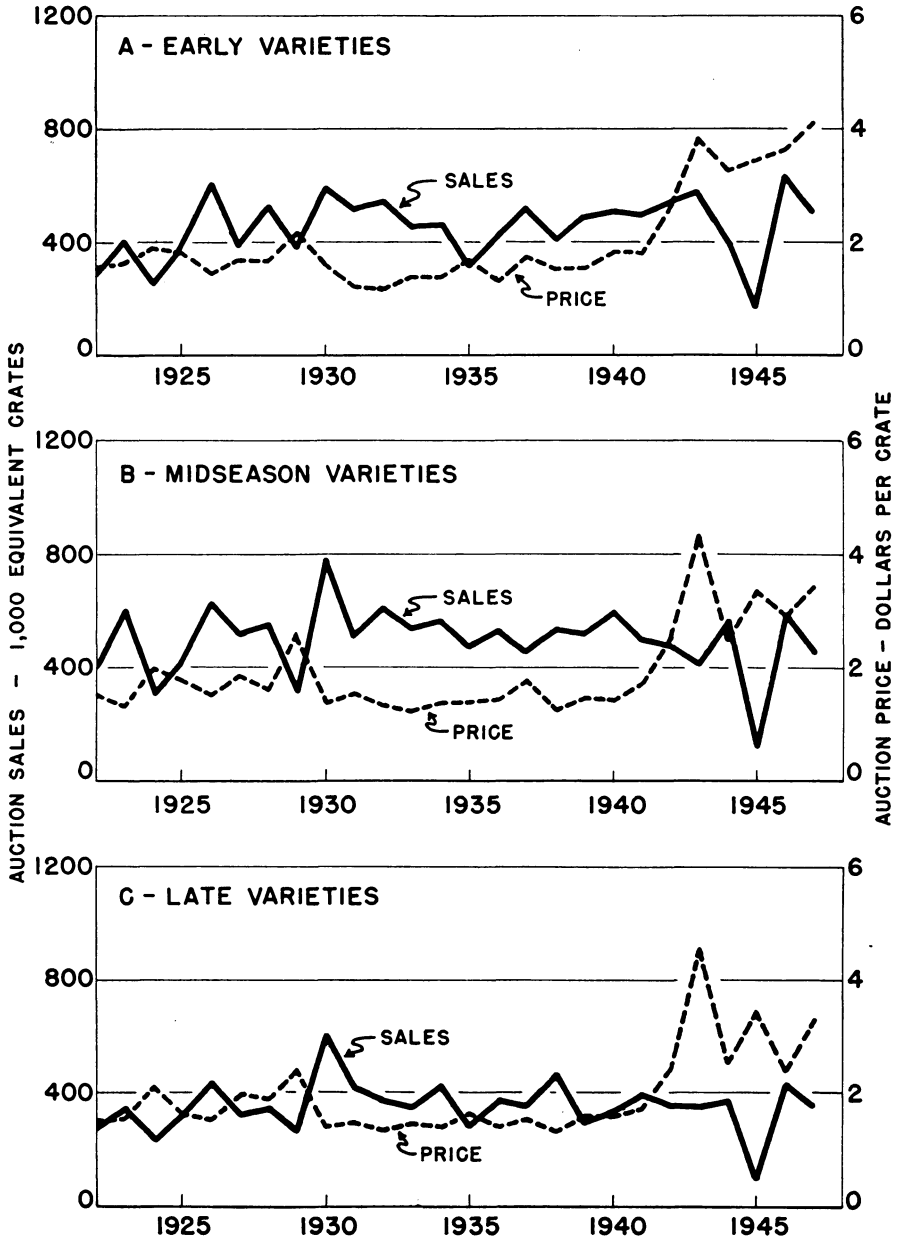 1200
6
A - EARLY VARIETIES
800
4
SALES
400
2
PRICE
0
0
1925 1930 1935 1940 1945
AUCTION SALES - 1,000 EQUIVALENT CRATES
AUCTION PRICE - DOLLARS PER CRATE
1200
6
B - MIDSEASON VARIETIES
800
4
SALES
400
2
PRICE
0
0
1925 1930 1935 1940 1945
1200
6
C - LATE VARIETIES
800
4
SALES
400
2
PRICE
0
0
1925 1930 1935 1940 1945